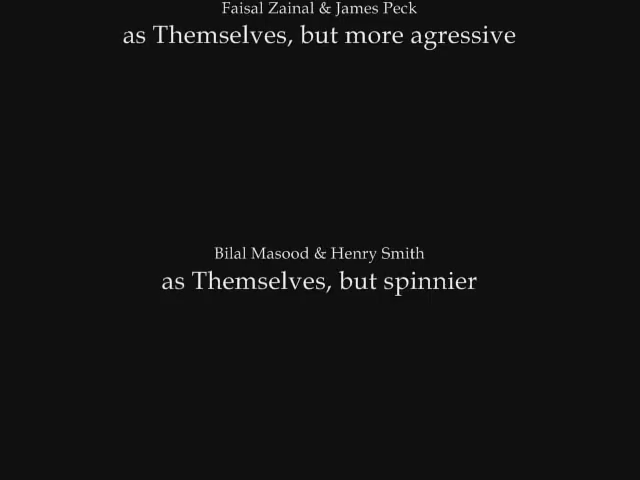 Faisal Zainal & James Peck
as Themselves, but more agressive
Bilal Masood & Henry Smith
as Themselves, but spinnier